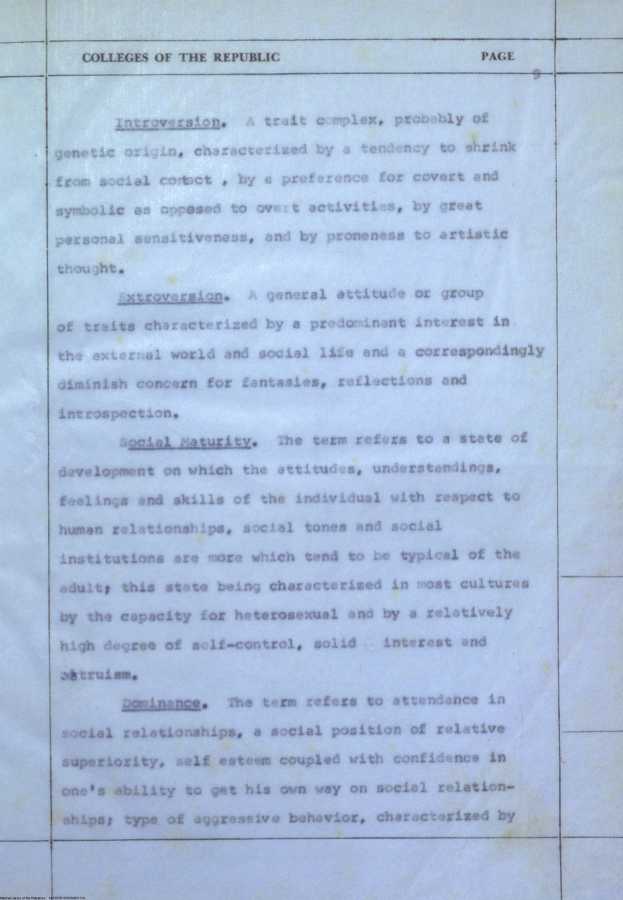 COLLEGES OF THE REPUBLIC PAGE
9
Introversion. A trait complex, probably of
genetic origin, characterized by a tendency to shrink
from social contact , by a preference for covert and
symbolic as opposed to overt activities, by great
personal sensitiveness, and by proneness to artistic
thought.
Extroversion. A general attitude or group
of traits characterized by a predominant interest in
the external world and social life and a correspondingly
diminish concern for fantasies, reflections and
introspection.
Social Maturity. The term refers to a state of
development on which the attitudes, understandings,
feelings and skills of the individual with respect to
human relationships, social tones and social
institutions are more which tend to be typical of the
adult; this state being characterized in most cultures
by the capacity for heterosexual and by a relatively
high degree of self-control, solid interest and
altruism.
Dominance. The term refers to attendance in
social relationships, a social position of relative
superiority, self esteem coupled with confidence in
one's ability to get his own way on social relation-
ships; type of aggressive behavior, characterized by